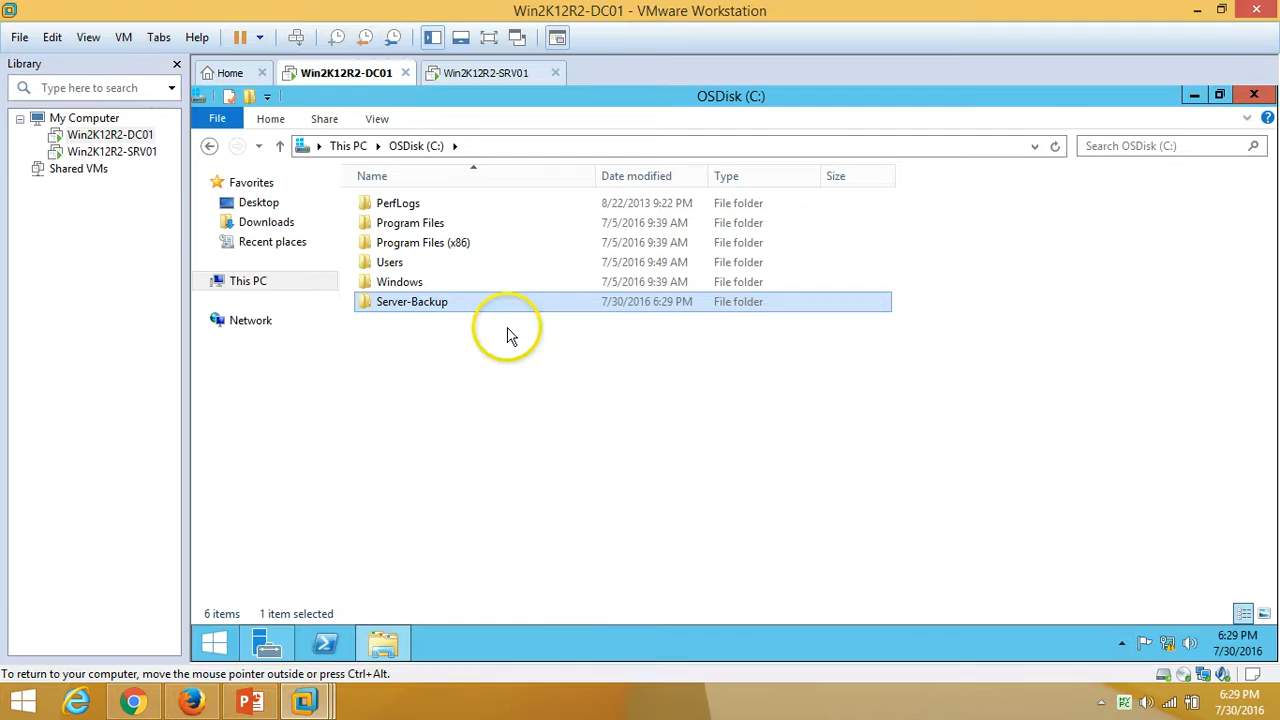 Win2K12R2-DC01 - VMware Workstation
File Edit View VM Tabs Help
Library
Type here to search
My Computer
Win2K12R2-DC01
Win2K12R2-SRV01
Shared VMs
Home Win2K12R2-DC01 Win2K12R2-SRV01
OSDisk (C:)
File Home Share View
This PC OSDisk (C:)
Search OSDisk (C:)
Favorites
Desktop
Downloads
Recent places
This PC
Network
Name Date modified Type Size
PerfLogs 8/22/2013 9:22 PM File folder
Program Files 7/5/2016 9:39 AM File folder
Program Files (x86) 7/5/2016 9:39 AM File folder
Users 7/5/2016 9:49 AM File folder
Windows 7/5/2016 9:39 AM File folder
Server-Backup 7/30/2016 6:29 PM File folder
6 items 1 item selected
6:29 PM
7/30/2016
To return to your computer, move the mouse pointer outside or press Ctrl+Alt.
6:29 PM
7/30/2016